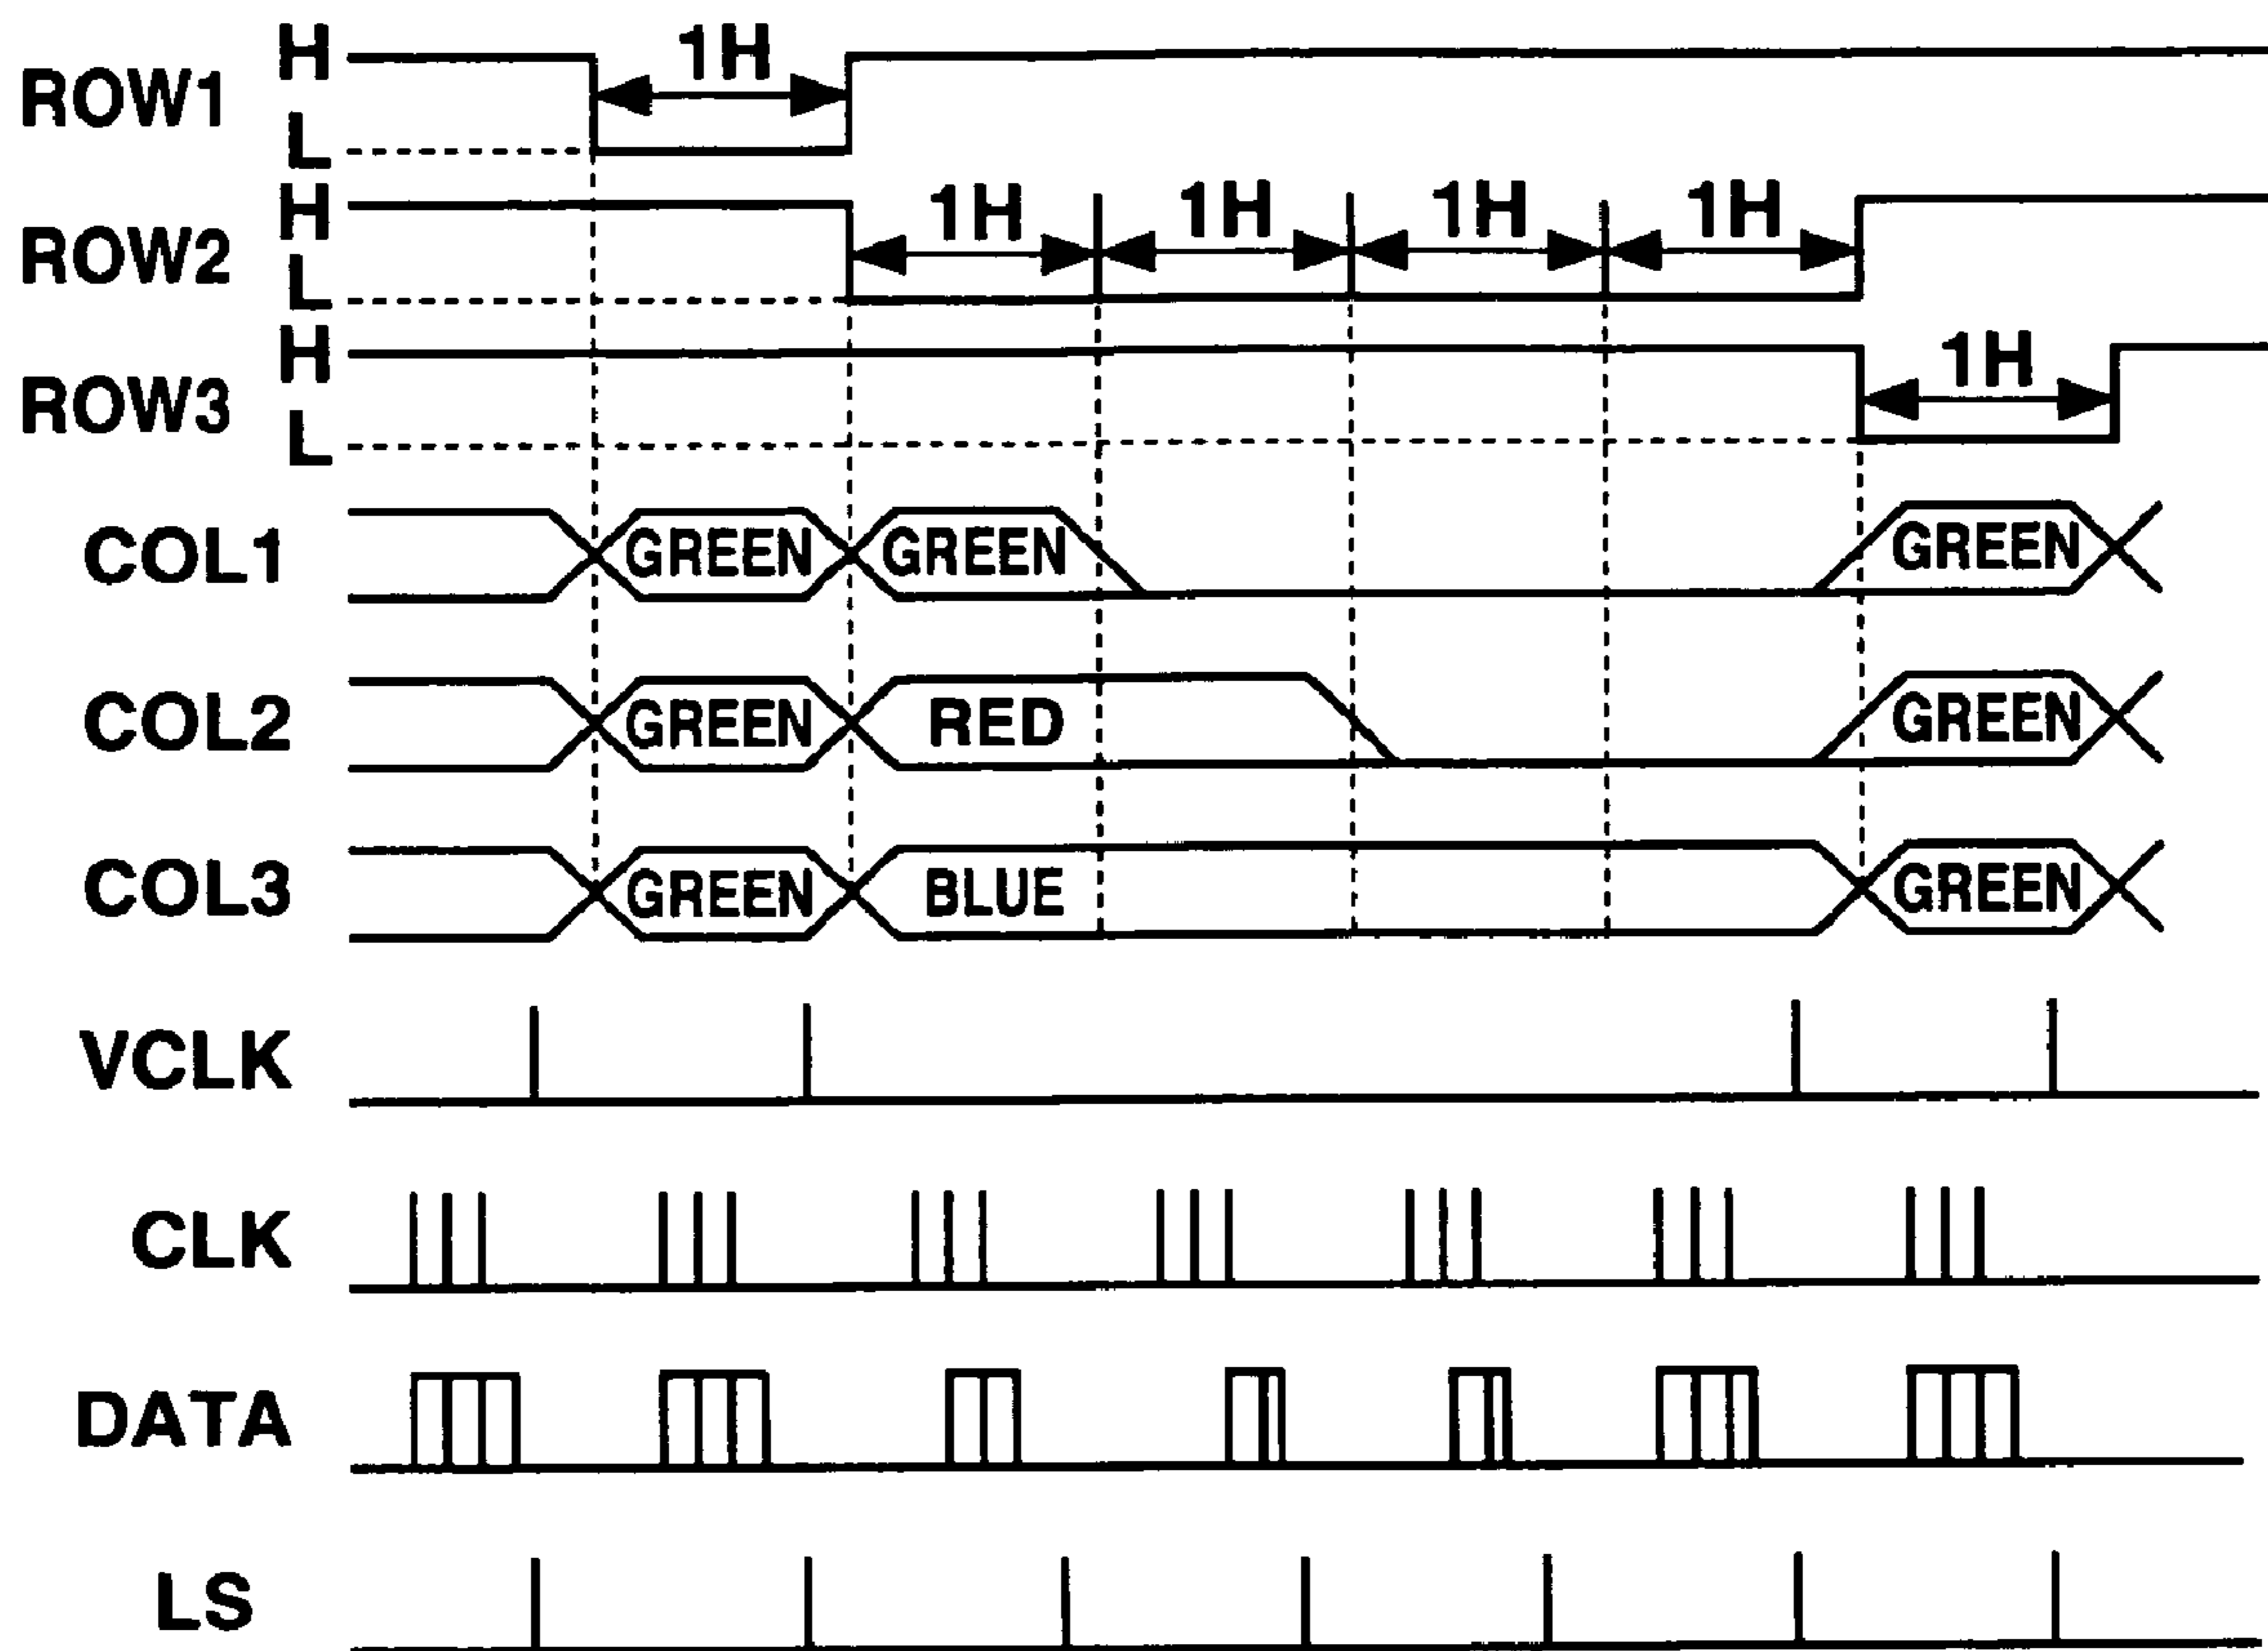 ROW1 H 1H
L
ROW2 H 1H 1H 1H 1H
L
ROW3 H 1H
L
COL1 GREEN GREEN GREEN
COL2 GREEN RED GREEN
COL3 GREEN BLUE GREEN
VCLK
CLK
DATA
LS